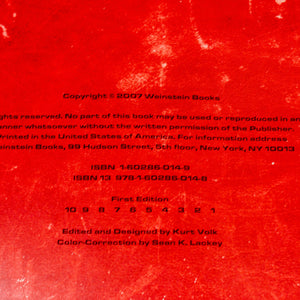 Copyright © 2007 Weinstein Books
ghts reserved. No part of this book may be used or reproduced in an
anner whatsoever without the written permission of the Publisher.
Printed in the United States of America. For information address
einstein Books, 99 Hudson Street, 5th floor, New York, NY 10013
ISBN 1-60286-014-9
ISBN 13 978-1-60286-014-8
First Edition
10 9 8 7 6 5 4 3 2 1
Edited and Designed by Kurt Volk
Color-Correction by Sean K. Lackey